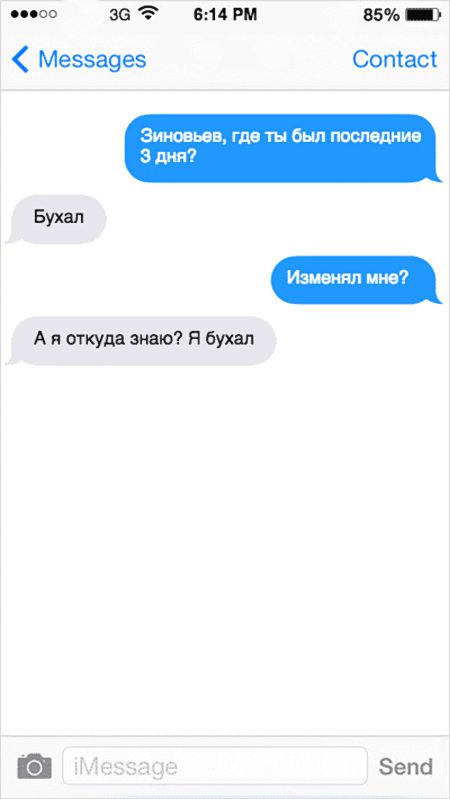 3G 6:14 PM 85%
Messages Contact
Зиновьев, где ты был последние
3 дня?
Бухал
Изменял мне?
А я откуда знаю? Я бухал
iMessage Send